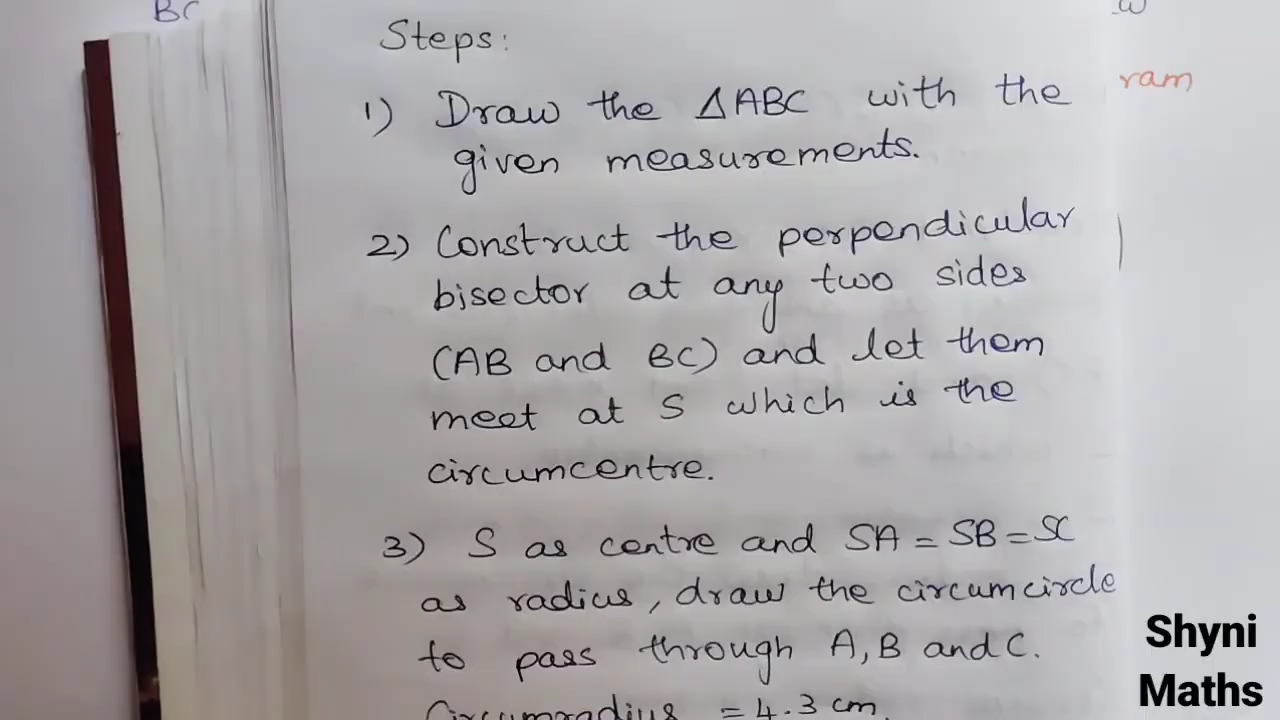 BC
Steps:
ram
1) Draw the △ABC with the
given measurements.
2) Construct the perpendicular
bisector at any two sides
(AB and BC) and let them
meet at S which is the
circumcentre.
3) S as centre and SA = SB = SC
as radius, draw the circumcircle
to pass through A, B and C.
Circumradius = 4.3 cm.
Shyni
Maths